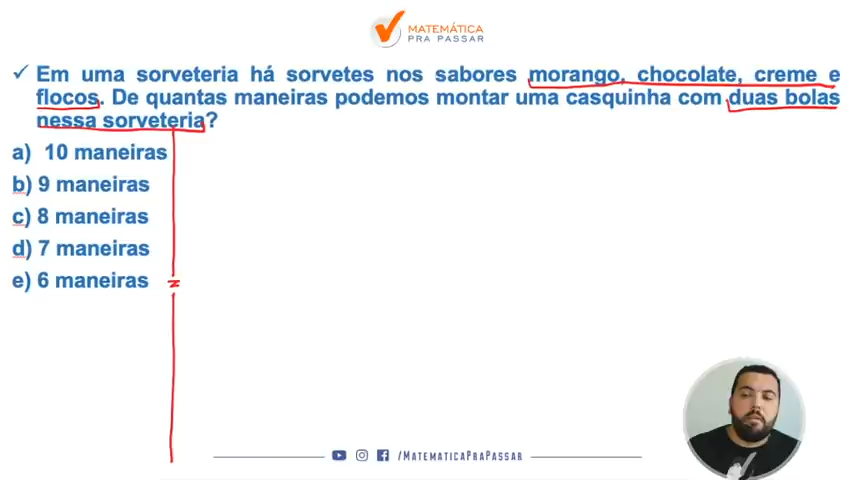 MATEMÁTICA
PRA PASSAR
✓ Em uma sorveteria há sorvetes nos sabores morango, chocolate, creme e
flocos. De quantas maneiras podemos montar uma casquinha com duas bolas
nessa sorveteria?
a) 10 maneiras
b) 9 maneiras
c) 8 maneiras
d) 7 maneiras
e) 6 maneiras
/MATEMATICAPRAPASSAR